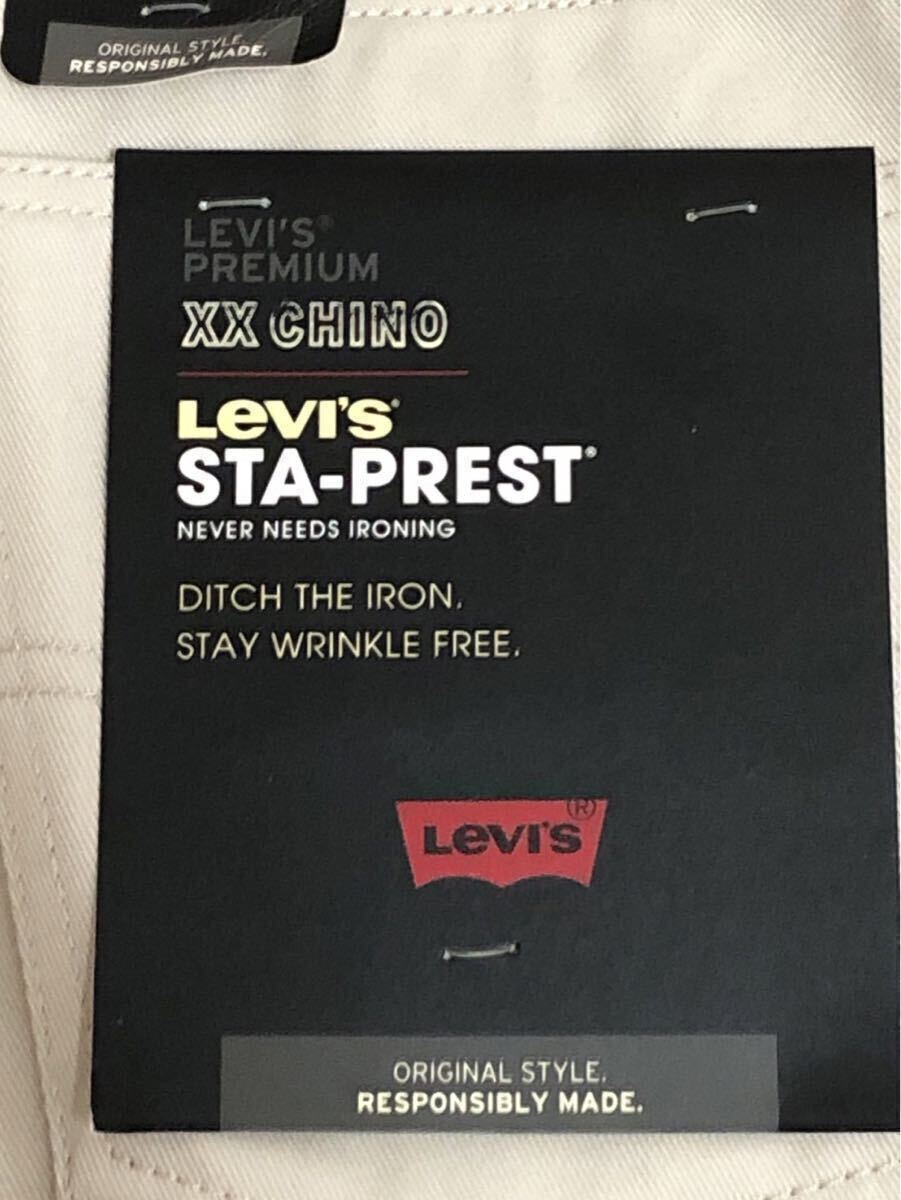 ORIGINAL STYLE.
RESPONSIBLY MADE.
LEVI'S®
PREMIUM
XX CHINO
Levi's®
STA-PREST®
NEVER NEEDS IRONING
DITCH THE IRON.
STAY WRINKLE FREE.
Levi's®
ORIGINAL STYLE.
RESPONSIBLY MADE.